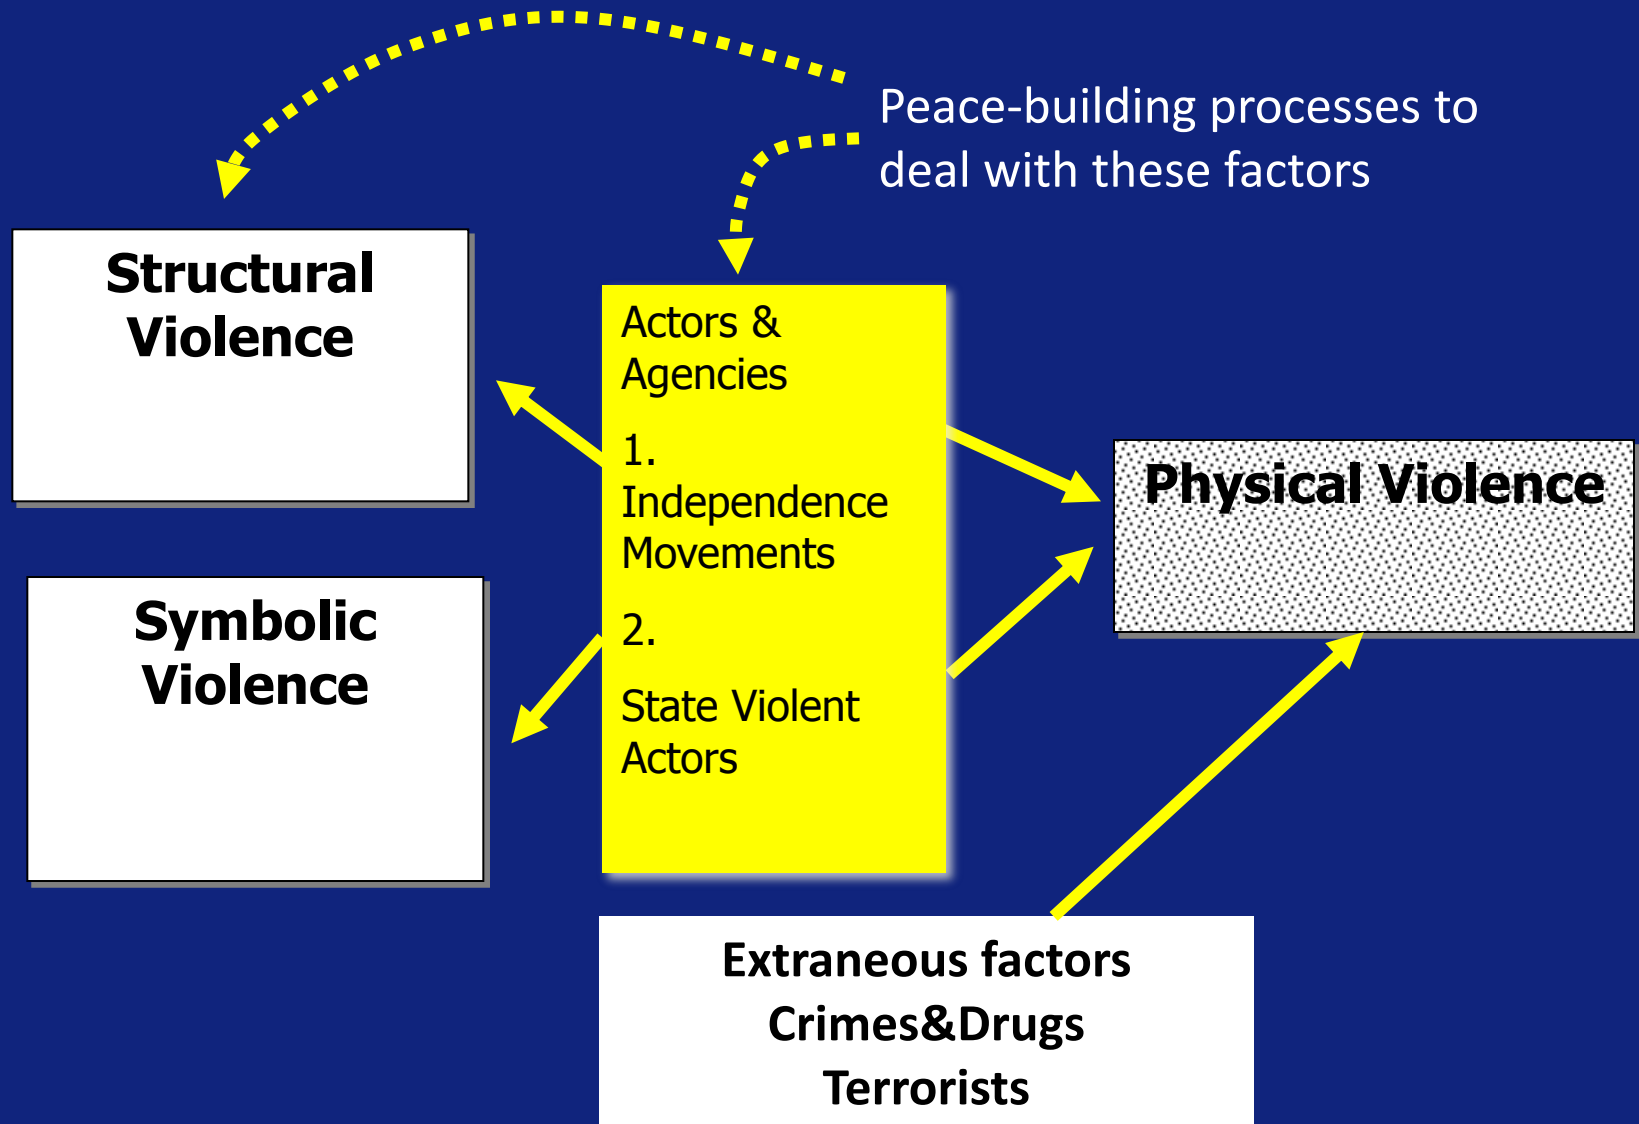 Peace-building processes to
deal with these factors
Structural
Violence
Actors &
Agencies
1.
Independence
Movements
2.
State Violent
Actors
Physical Violence
Symbolic
Violence
Extraneous factors
Crimes&Drugs
Terrorists